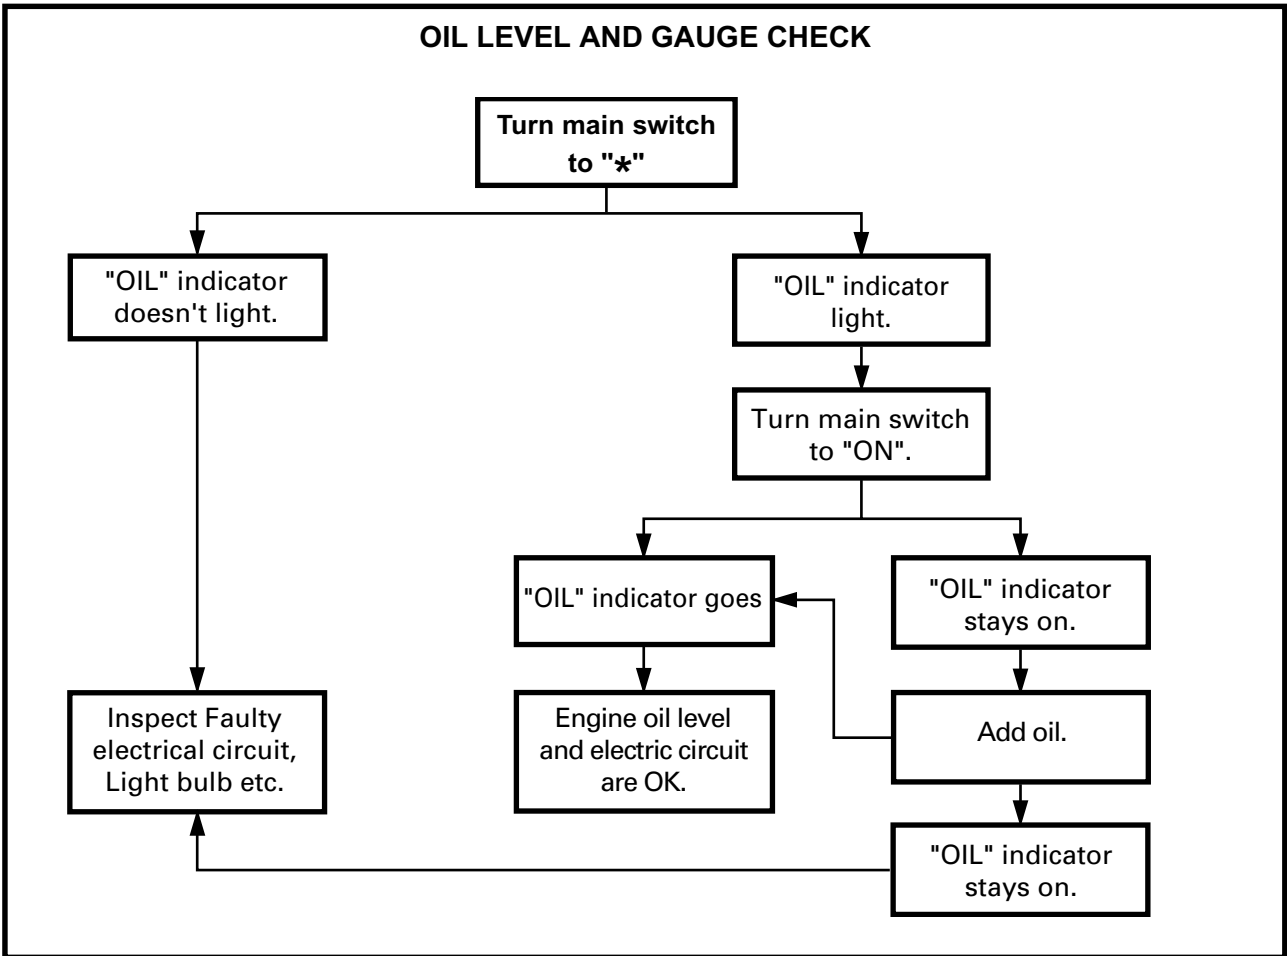 OIL LEVEL AND GAUGE CHECK
Turn main switch
to "*"
"OIL" indicator
doesn't light.
"OIL" indicator
light.
Turn main switch
to "ON".
"OIL" indicator goes
"OIL" indicator
stays on.
Inspect Faulty
electrical circuit,
Light bulb etc.
Engine oil level
and electric circuit
are OK.
Add oil.
"OIL" indicator
stays on.